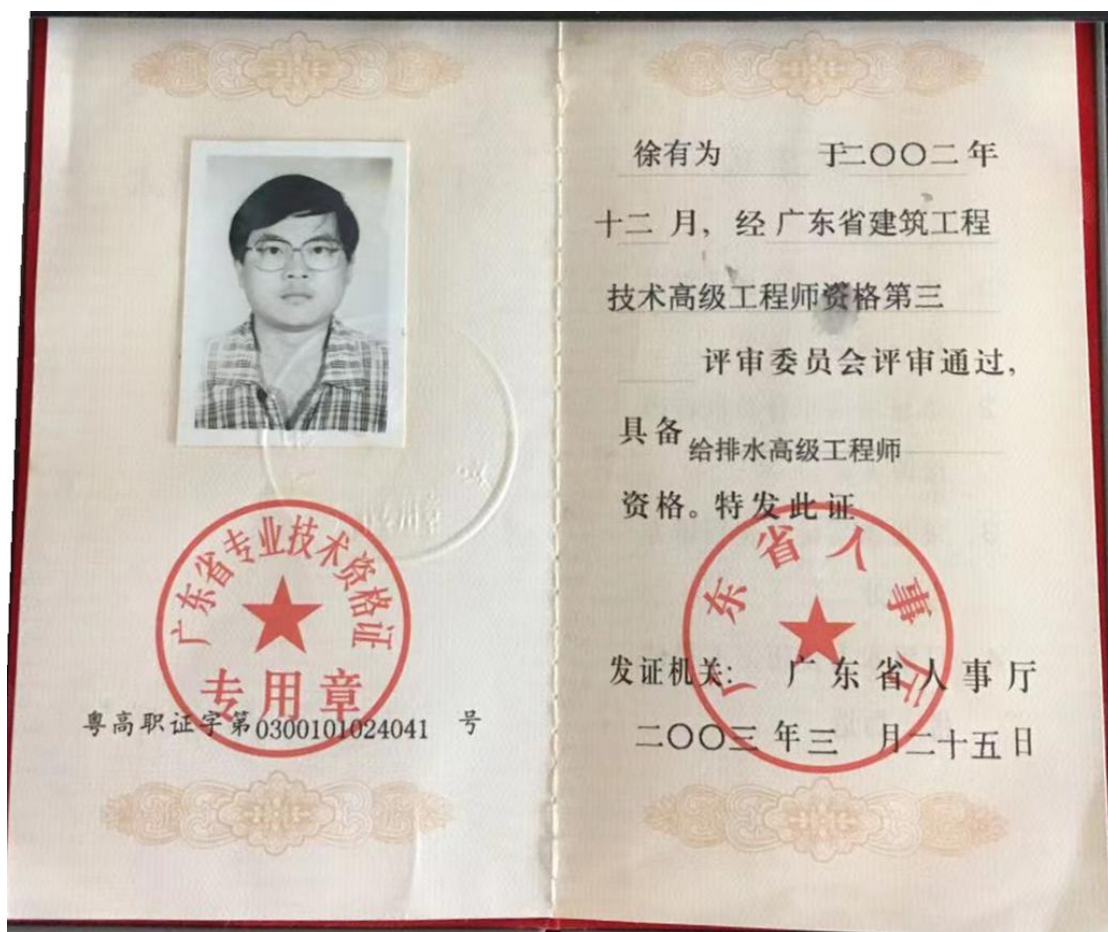 广东省专业技术资格证
专用章
粤高职证字第0300101024041 号
徐有为 于二〇〇二年
十二月，经广东省建筑工程
技术高级工程师资格第三
评审委员会评审通过，
具备给排水高级工程师
资格。特发此证
广东省人事厅
发证机关：广东省人事厅
二〇〇三年三月二十五日